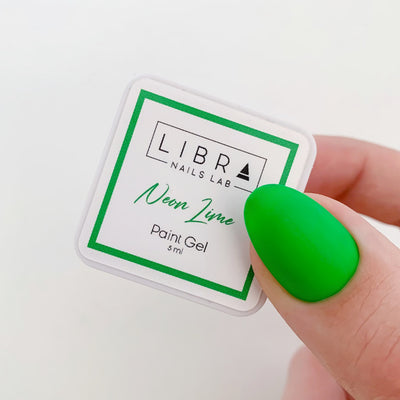 LIBRA
NAILS LAB
Neon Lime
Paint Gel
5 ml